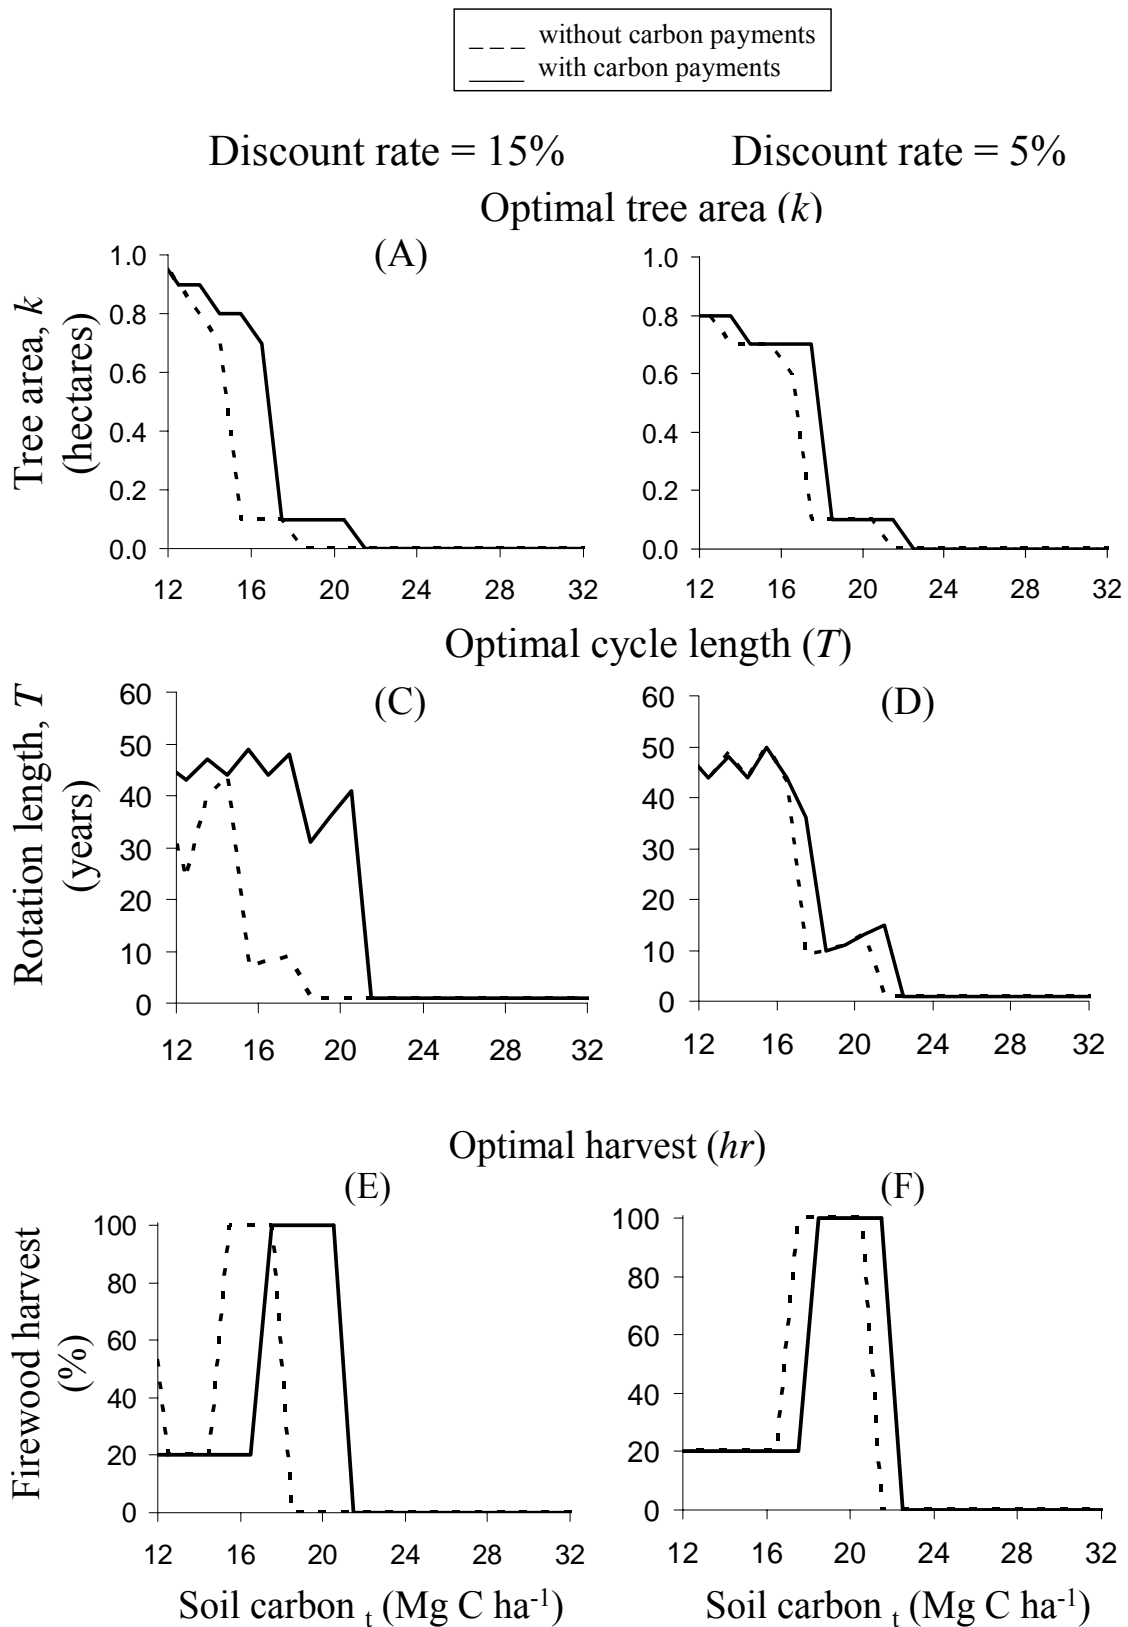 without carbon payments
with carbon payments
Discount rate = 15%
Discount rate = 5%
Optimal tree area (k)
(A)
Tree area, k
(hectares)
1.0
0.8
0.6
0.4
0.2
0.0
12 16 20 24 28 32
1.0
0.8
0.6
0.4
0.2
0.0
12 16 20 24 28 32
Optimal cycle length (T)
(C)
Rotation length, T
(years)
60
50
40
30
20
10
0
12 16 20 24 28 32
(D)
60
50
40
30
20
10
0
12 16 20 24 28 32
Optimal harvest (hr)
(E)
Firewood harvest
(%)
100
80
60
40
20
0
12 16 20 24 28 32
Soil carbon t (Mg C ha-1)
(F)
100
80
60
40
20
0
12 16 20 24 28 32
Soil carbon t (Mg C ha-1)